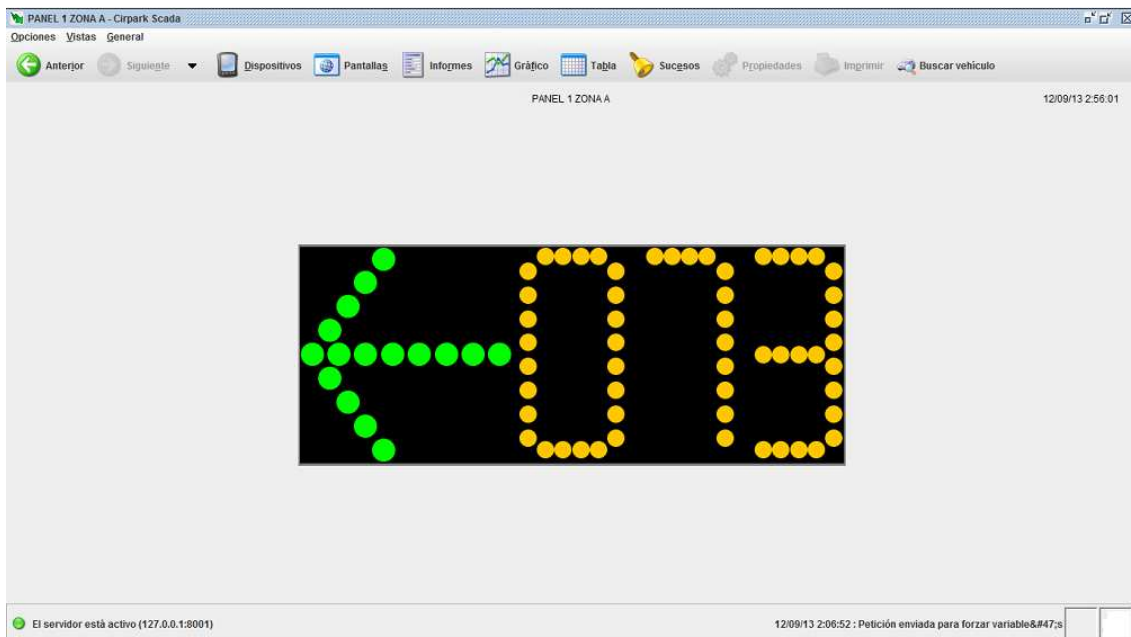 PANEL 1 ZONA A - Cirpark Scada
Opciones Vistas General
Anterior Siguiente Dispositivos Pantallas Informes Gráfico Tabla Sucesos Propiedades Imprimir Buscar vehículo
PANEL 1 ZONA A 12/09/13 2:56:01
073
El servidor está activo (127.0.0.1:8001) 12/09/13 2:06:52 : Petición enviada para forzar variable&#47;s